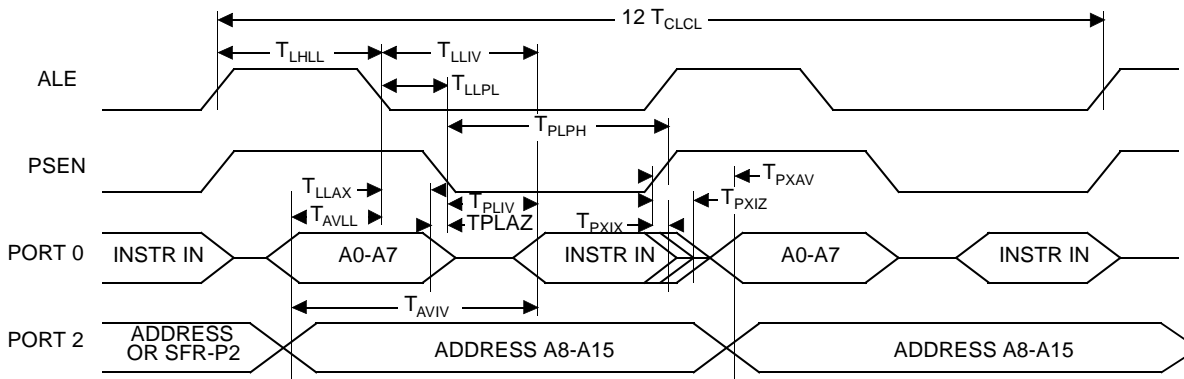 12 TCLCL
TLHLL
TLLIV
ALE
TLLPL
TPLPH
PSEN
TLLAX
TPXAV
TPLIV
TPXIZ
TAVLL
TPLAZ
TPXIX
PORT 0
INSTR IN
A0-A7
INSTR IN
A0-A7
INSTR IN
TAVIV
PORT 2
ADDRESS
OR SFR-P2
ADDRESS A8-A15
ADDRESS A8-A15